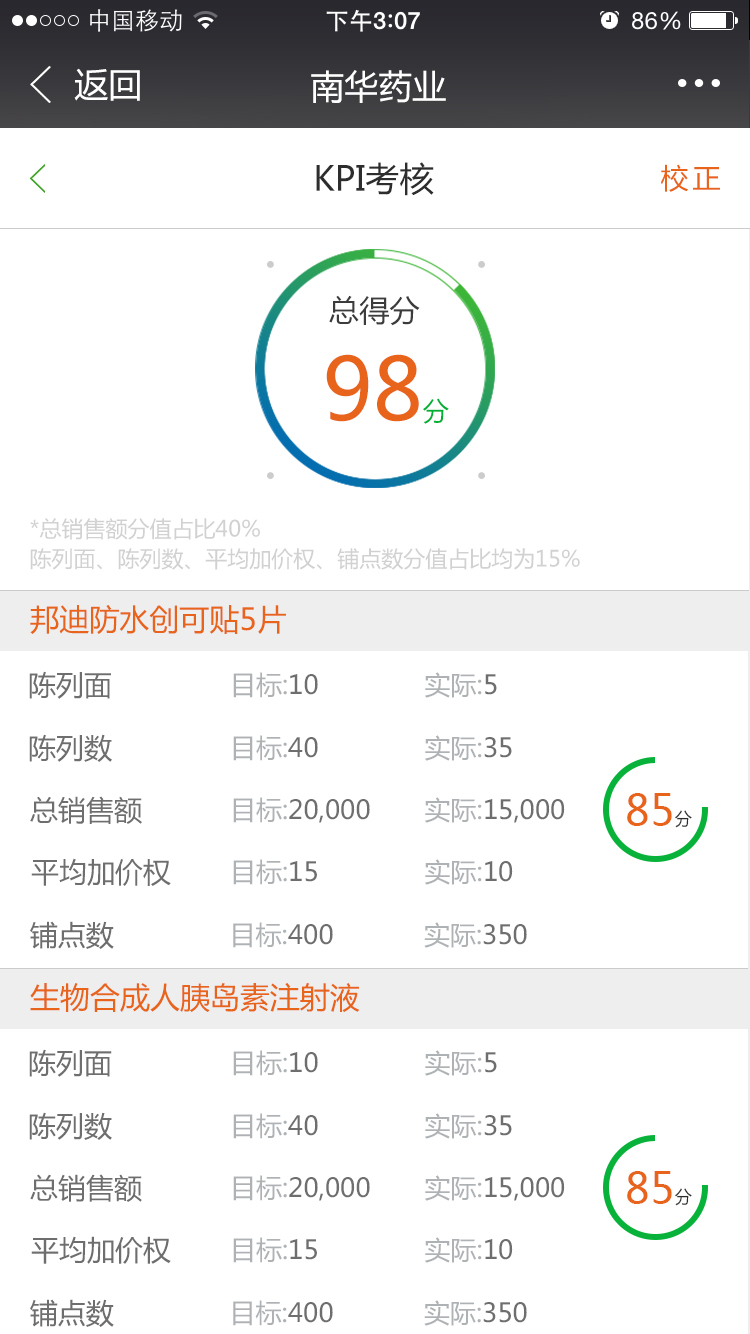 中国移动 下午3:07 86%
返回 南华药业
KPI考核 校正
总得分
98分
*总销售额分值占比40%
陈列面、陈列数、平均加价权、铺点数分值占比均为15%
邦迪防水创可贴5片
陈列面 目标:10 实际:5
陈列数 目标:40 实际:35
总销售额 目标:20,000 实际:15,000 85分
平均加价权 目标:15 实际:10
铺点数 目标:400 实际:350
生物合成人胰岛素注射液
陈列面 目标:10 实际:5
陈列数 目标:40 实际:35
总销售额 目标:20,000 实际:15,000 85分
平均加价权 目标:15 实际:10
铺点数 目标:400 实际:350